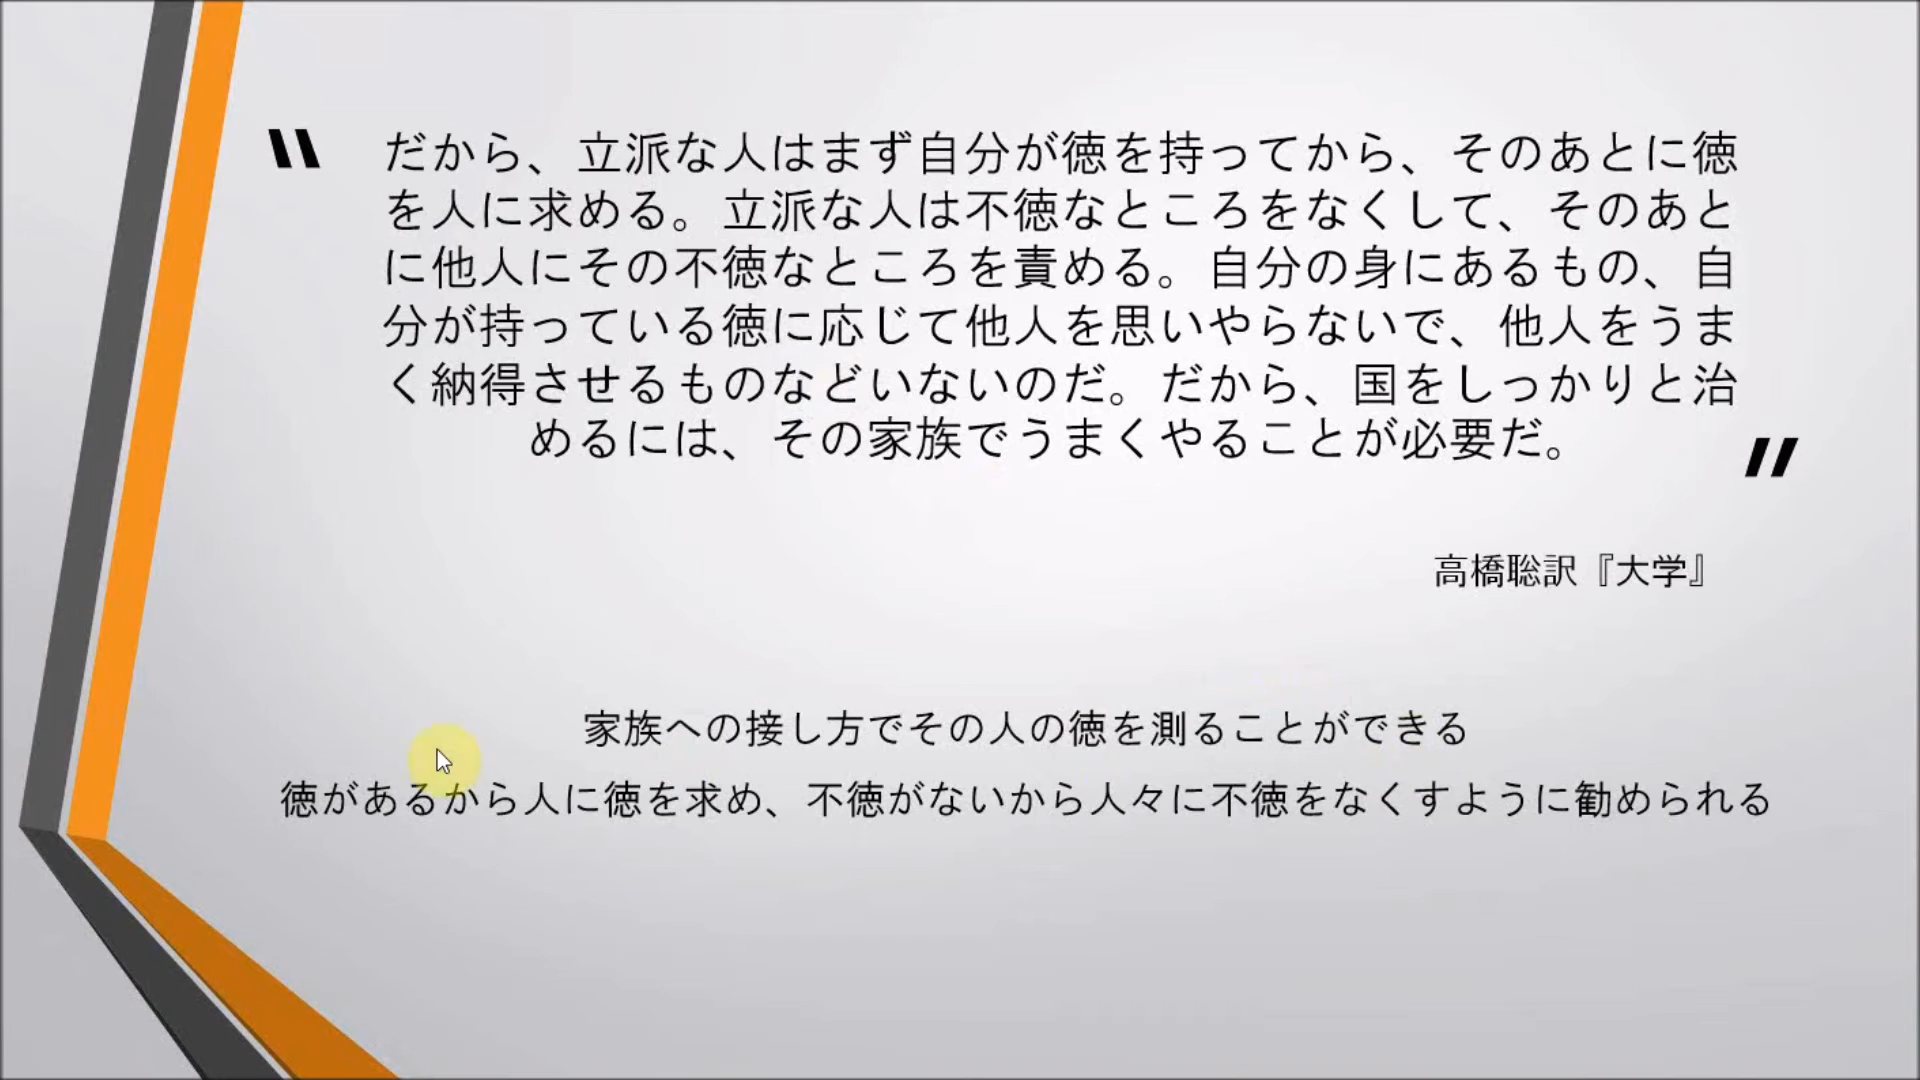 “ だから、立派な人はまず自分が徳を持ってから、そのあとに徳
を人に求める。立派な人は不徳なところをなくして、そのあと
に他人にその不徳なところを責める。自分の身にあるもの、自
分が持っている徳に応じて他人を思いやらないで、他人をうま
く納得させるものなどいないのだ。だから、国をしっかりと治
めるには、その家族でうまくやることが必要だ。 ”
高橋聡訳『大学』
家族への接し方でその人の徳を測ることができる
徳があるから人に徳を求め、不徳がないから人々に不徳をなくすように勧められる